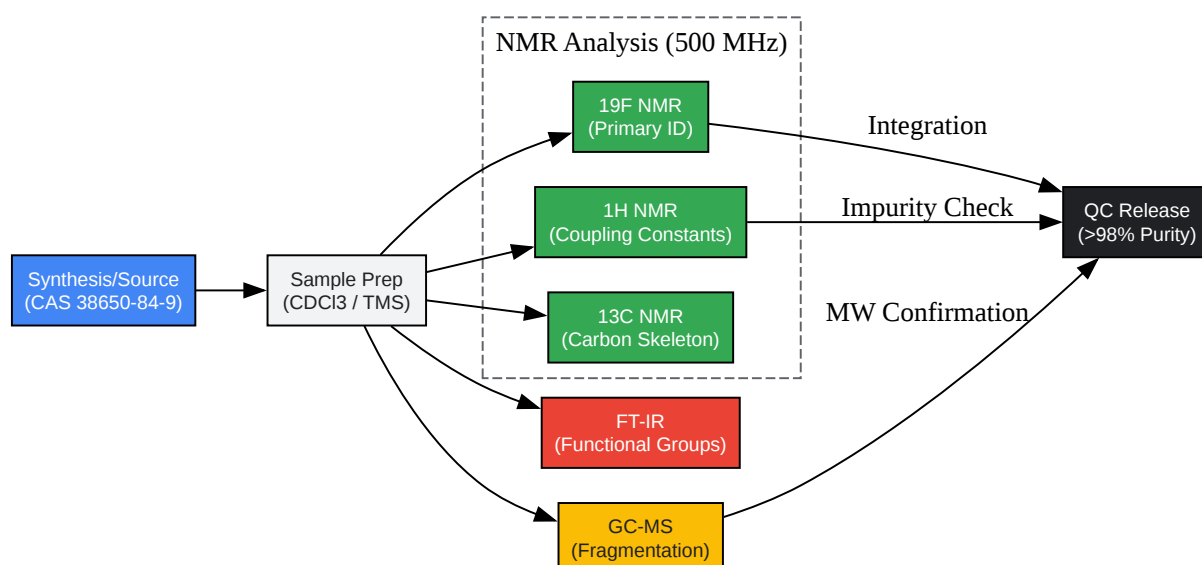 NMR Analysis (500 MHz)
19F NMR
(Primary ID)
Integration
1H NMR
(Coupling Constants)
Impurity Check
QC Release
(>98% Purity)
Synthesis/Source
(CAS 38650-84-9)
Sample Prep
(CDCl3 / TMS)
13C NMR
(Carbon Skeleton)
MW Confirmation
FT-IR
(Functional Groups)
GC-MS
(Fragmentation)